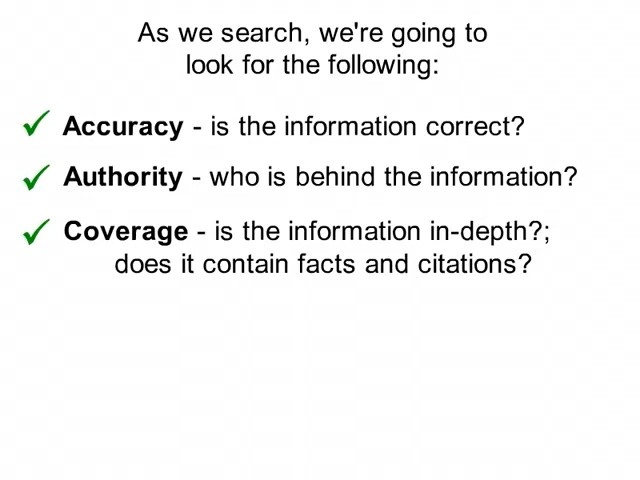 As we search, we're going to
look for the following:
Accuracy - is the information correct?
Authority - who is behind the information?
Coverage - is the information in-depth?;
does it contain facts and citations?